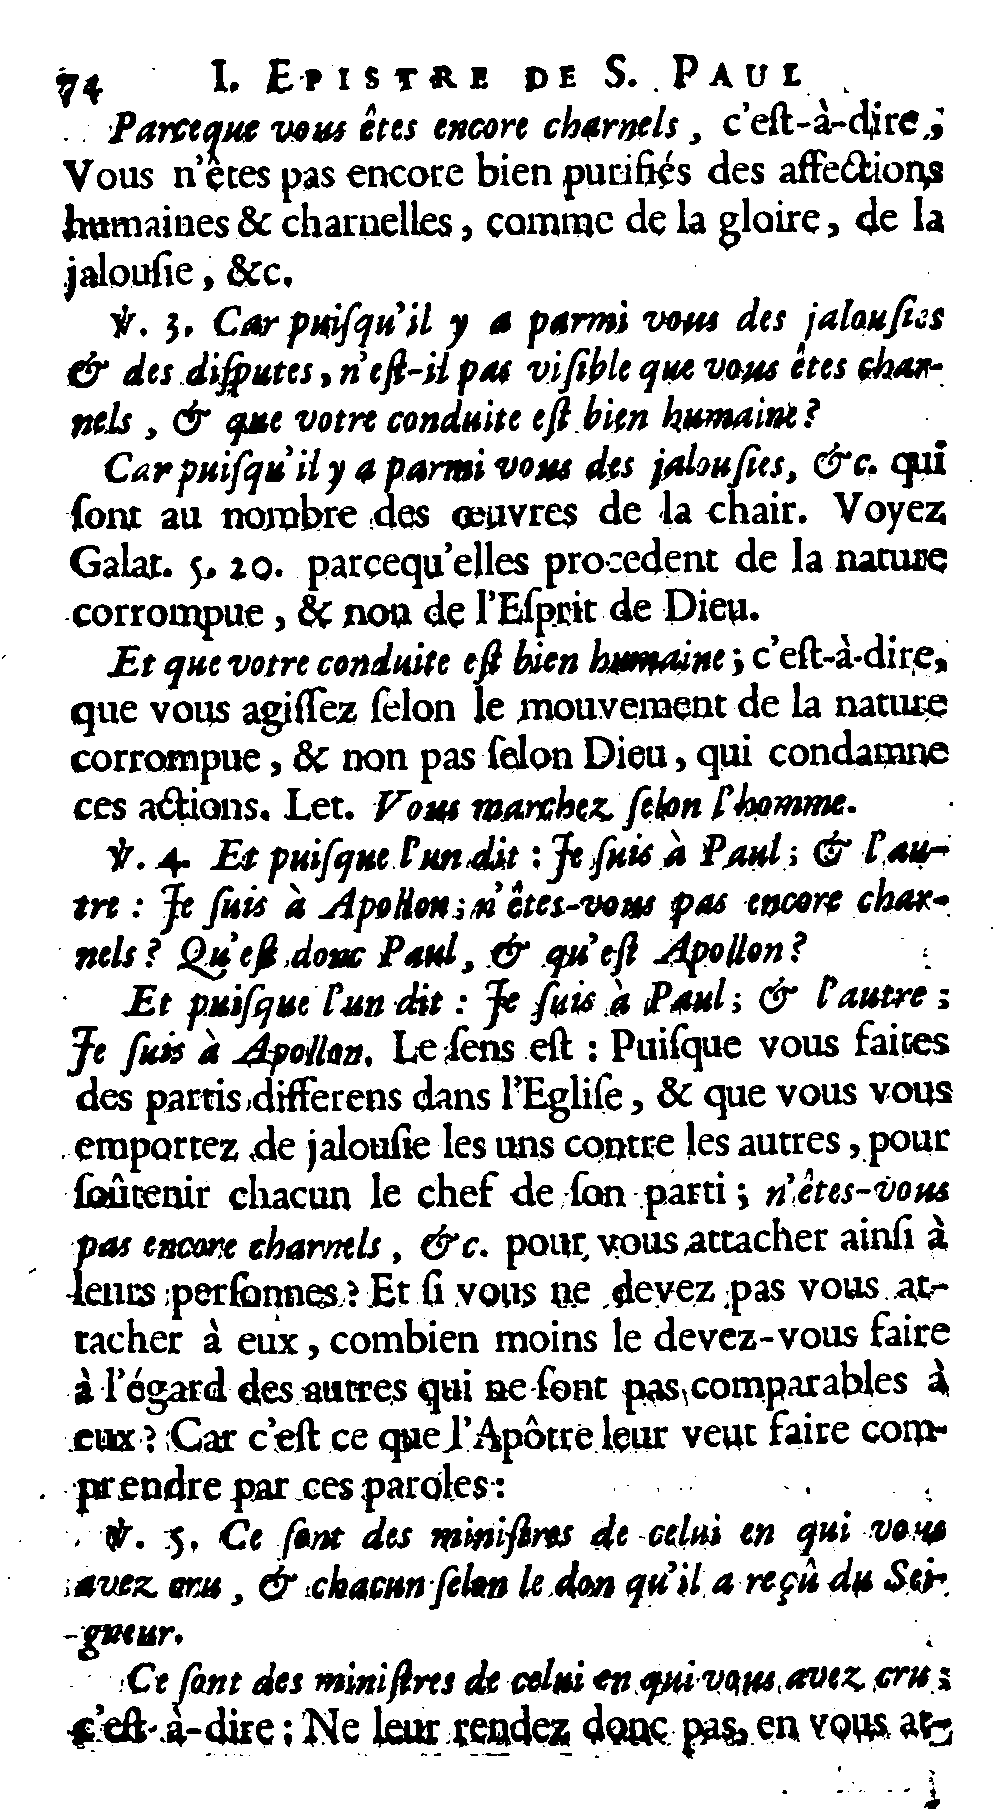 74 I. EPISTRE DE S. PAUL
Parceque vous êtes encore charnels, c'eſt-à-dire;
Vous n'êtes pas encore bien purifiés des affections
humaines & charnelles, comme de la gloire, de la
jalouſie, &c.
℣. 3. Car puiſqu'il y a parmi vous des jalouſies
& des diſputes, n'eſt-il pas viſible que vous êtes char-
nels, & que votre conduite eſt bien humaine?
Car puiſqu'il y a parmi vous des jalouſies, &c. qui
ſont au nombre des œuvres de la chair. Voyez
Galat. 5. 20. parcequ'elles procedent de la nature
corrompue, & non de l'Eſprit de Dieu.
Et que votre conduite eſt bien humaine; c'eſt-à-dire,
que vous agiſſez ſelon le mouvement de la nature
corrompue, & non pas ſelon Dieu, qui condamne
ces actions. Let. Vous marchez ſelon l'homme.
℣. 4. Et puiſque l'un dit: Je ſuis à Paul; & l'au-
tre: Je ſuis à Apollon; n'êtes-vous pas encore char-
nels? Qu'eſt donc Paul, & qu'eſt Apollon?
Et puiſque l'un dit: Je ſuis à Paul; & l'autre;
Je ſuis à Apollon. Le ſens eſt: Puiſque vous faites
des partis differens dans l'Egliſe, & que vous vous
emportez de jalouſie les uns contre les autres, pour
ſoûtenir chacun le chef de ſon parti; n'êtes-vous
pas encore charnels, &c. pour vous attacher ainſi à
leurs perſonnes? Et ſi vous ne devez pas vous at-
tacher à eux, combien moins le devez-vous faire
à l'égard des autres qui ne ſont pas comparables à
eux? Car c'eſt ce que l'Apôtre leur veut faire com-
prendre par ces paroles:
℣. 5. Ce ſont des miniſtres de celui en qui vous
avez cru, & chacun ſelon le don qu'il a reçû du Sei-
gneur.
Ce ſont des miniſtres de celui en qui vous avez cru;
c'eſt-à-dire: Ne leur rendez donc pas, en vous at-